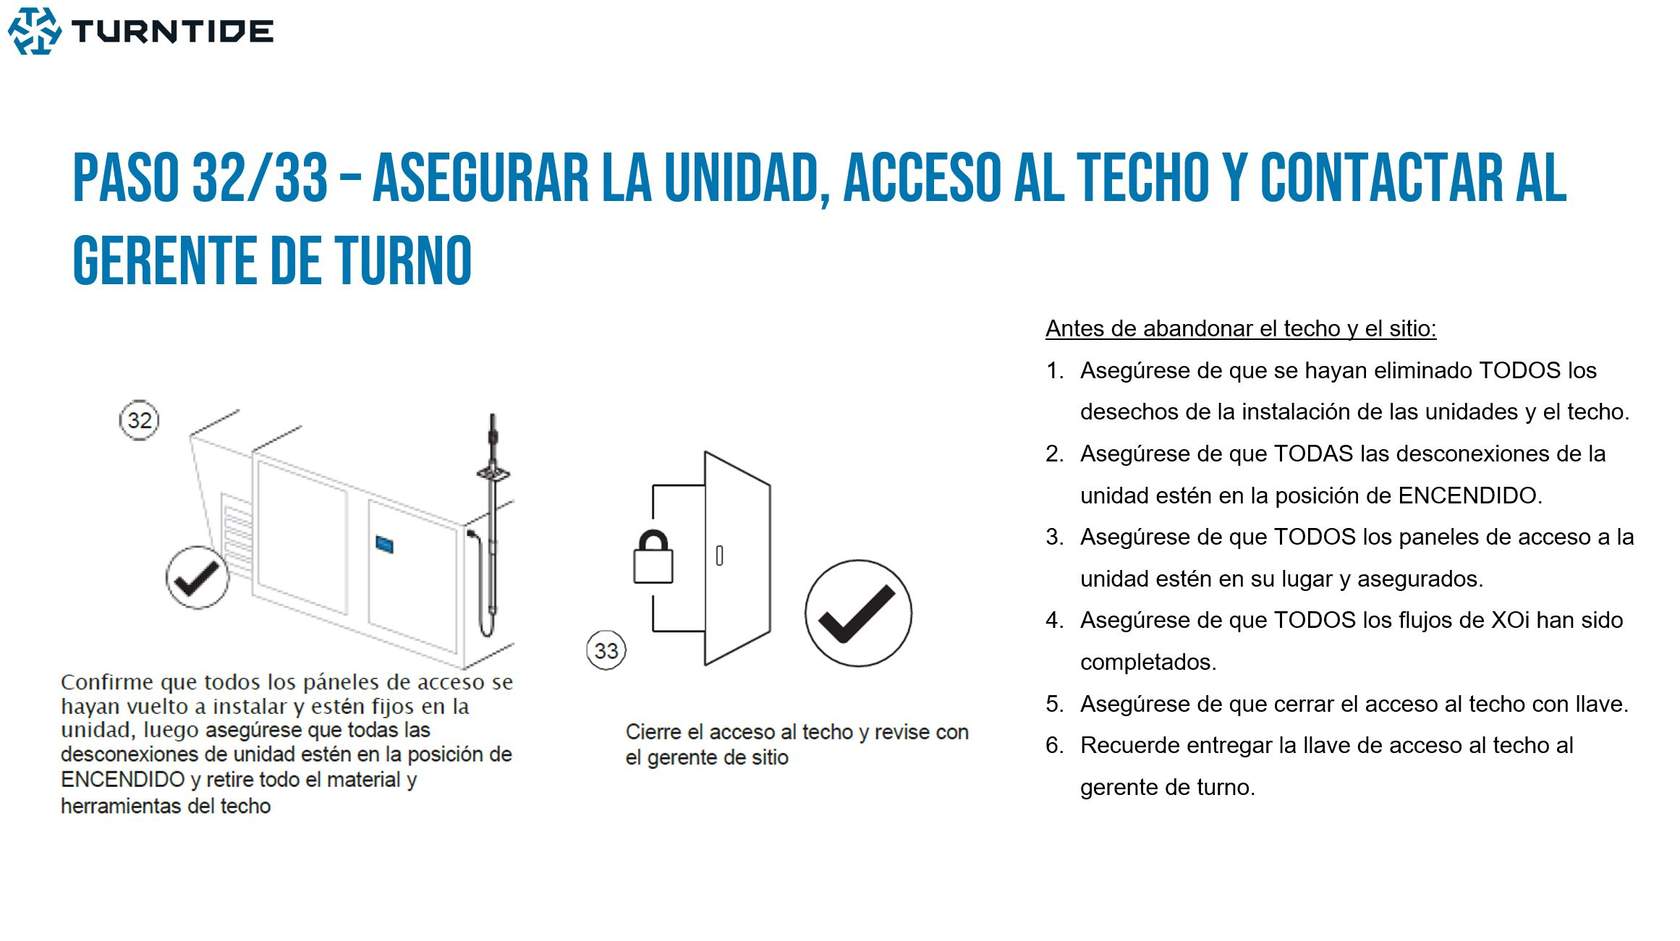 TURNTIDE
PASO 32/33 – ASEGURAR LA UNIDAD, ACCESO AL TECHO Y CONTACTAR AL
GERENTE DE TURNO
32
Confirme que todos los páneles de acceso se
hayan vuelto a instalar y estén fijos en la
unidad, luego asegúrese que todas las
desconexiones de unidad estén en la posición de
ENCENDIDO y retire todo el material y
herramientas del techo
33
Cierre el acceso al techo y revise con
el gerente de sitio
Antes de abandonar el techo y el sitio:
1. Asegúrese de que se hayan eliminado TODOS los
desechos de la instalación de las unidades y el techo.
2. Asegúrese de que TODAS las desconexiones de la
unidad estén en la posición de ENCENDIDO.
3. Asegúrese de que TODOS los paneles de acceso a la
unidad estén en su lugar y asegurados.
4. Asegúrese de que TODOS los flujos de XOi han sido
completados.
5. Asegúrese de que cerrar el acceso al techo con llave.
6. Recuerde entregar la llave de acceso al techo al
gerente de turno.